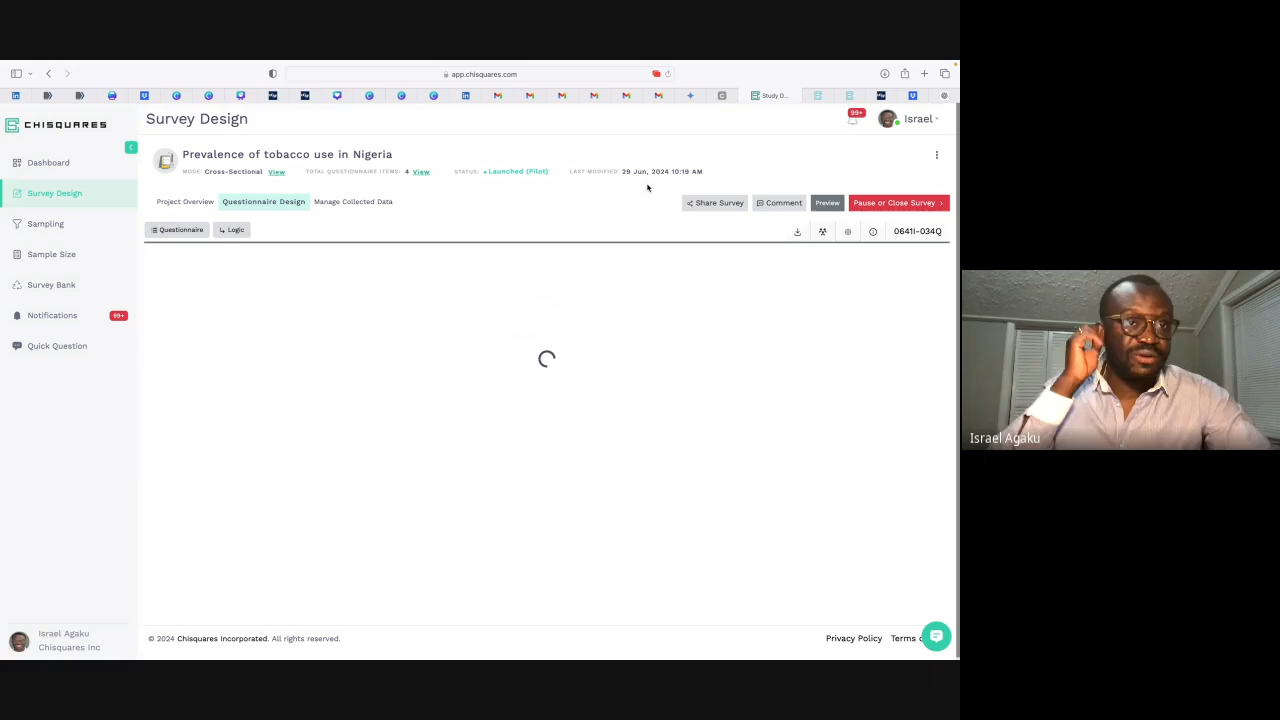 app.chisquares.com
Study D...
CHISQUARES
Survey Design
99+
Israel
Dashboard
Survey Design
Sampling
Sample Size
Survey Bank
Notifications
99+
Quick Question
Prevalence of tobacco use in Nigeria
MODE: Cross-Sectional View
TOTAL QUESTIONNAIRE ITEMS: 4 View
STATUS: Launched (Pilot)
LAST MODIFIED: 29 Jun, 2024 10:19 AM
Project Overview
Questionnaire Design
Manage Collected Data
Share Survey
Comment
Preview
Pause or Close Survey
Questionnaire
Logic
0641I-034Q
Israel Agaku
Israel Agaku
Chisquares Inc
© 2024 Chisquares Incorporated. All rights reserved.
Privacy Policy
Terms